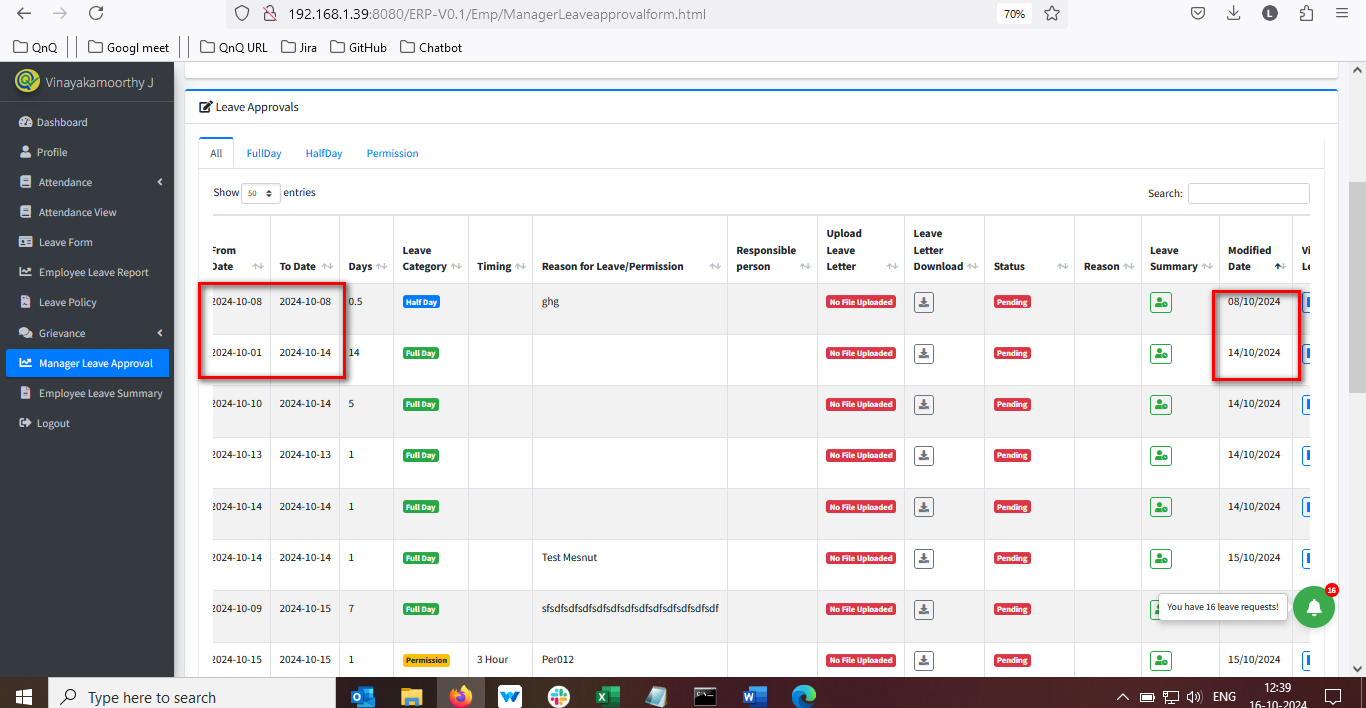 192.168.1.39:8080/ERP-V0.1/Emp/ManagerLeaveapprovalform.html 70% L
QnQ Googl meet QnQ URL Jira GitHub Chatbot
Vinayakamoorthy J
Dashboard
Profile
Attendance
Attendance View
Leave Form
Employee Leave Report
Leave Policy
Grievance
Manager Leave Approval
Employee Leave Summary
Logout
Leave Approvals
All FullDay HalfDay Permission
Show 50 entries Search:
From Date To Date Days Leave Category Timing Reason for Leave/Permission Responsible person Upload Leave Letter Leave Letter Download Status Reason Leave Summary Modified Date
2024-10-08 2024-10-08 0.5 Half Day ghg No File Uploaded Pending 08/10/2024
2024-10-01 2024-10-14 14 Full Day No File Uploaded Pending 14/10/2024
2024-10-10 2024-10-14 5 Full Day No File Uploaded Pending 14/10/2024
2024-10-13 2024-10-13 1 Full Day No File Uploaded Pending 14/10/2024
2024-10-14 2024-10-14 1 Full Day No File Uploaded Pending 14/10/2024
2024-10-14 2024-10-14 1 Full Day Test Mesnut No File Uploaded Pending 15/10/2024
2024-10-09 2024-10-15 7 Full Day No File Uploaded Pending
2024-10-15 2024-10-15 1 Permission 3 Hour Per012 No File Uploaded Pending 15/10/2024
You have 16 leave requests!
16
Type here to search
ENG
12:39
16-10-2024